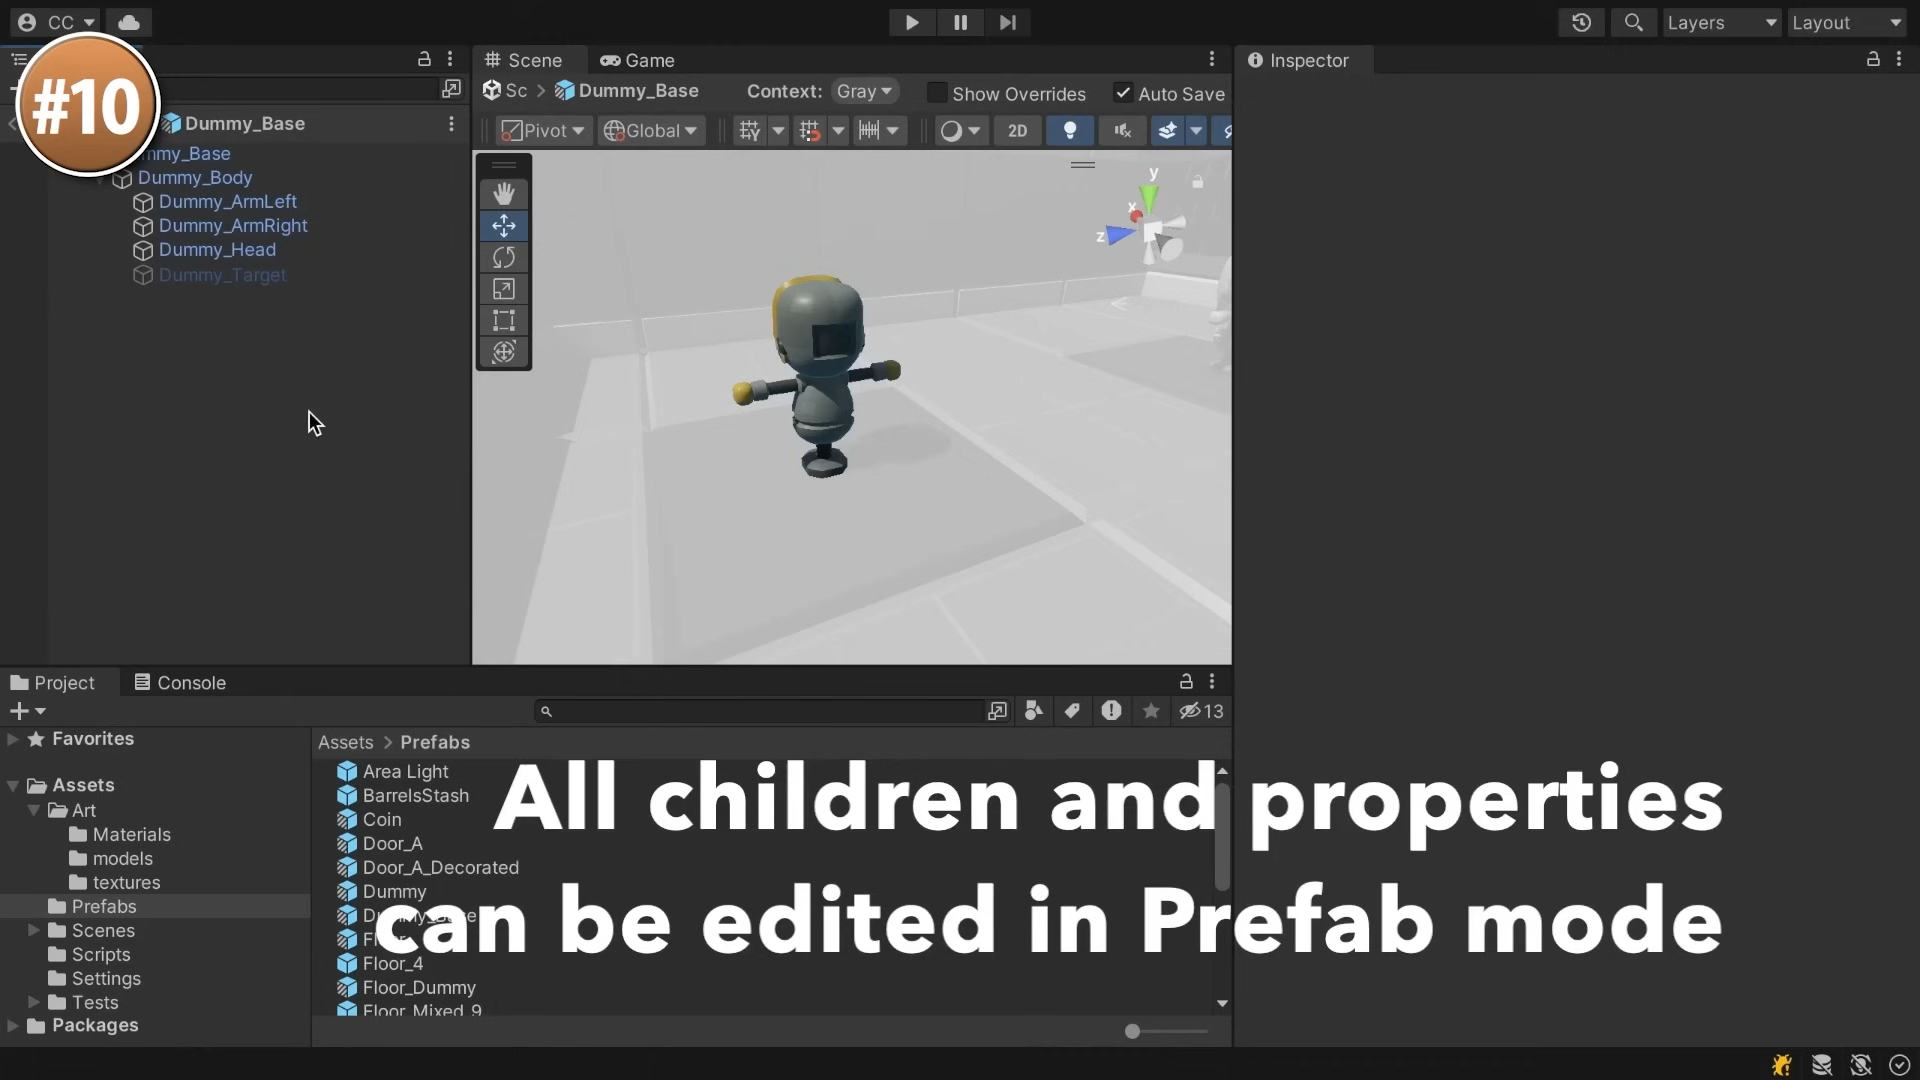 CC
Layers
Layout
#10
Scene
Game
Inspector
Sc > Dummy_Base
Context: Gray
Show Overrides
Auto Save
Dummy_Base
Pivot
Global
2D
mmy_Base
Dummy_Body
Dummy_ArmLeft
Dummy_ArmRight
Dummy_Head
Dummy_Target
y
x
z
Project
Console
13
Favorites
Assets
Art
Materials
models
textures
Prefabs
Scenes
Scripts
Settings
Tests
Packages
Assets > Prefabs
Area Light
BarrelsStash
Coin
Door_A
Door_A_Decorated
Dummy
Dummy_Base
Floor_4
Floor_Dummy
Floor_Mixed_9
All children and properties
can be edited in Prefab mode